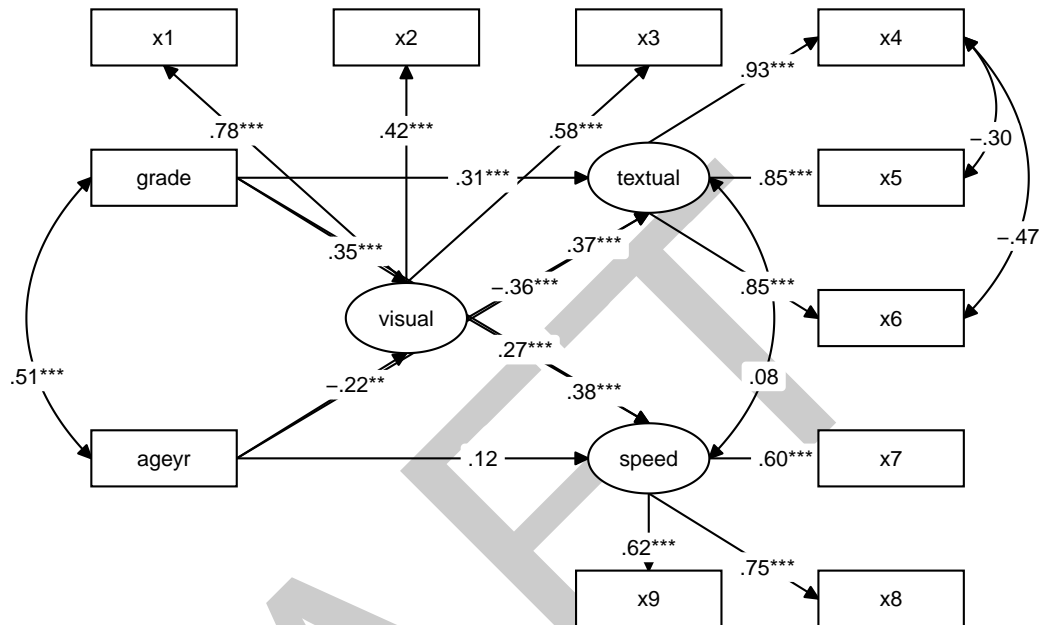 x1 x2 x3 x4
.93***
.78*** .42*** .58***
−.30
grade .31*** textual .85*** x5
.35*** .37*** −.47
−.36*** .85***
visual x6
.27***
.51*** −.22** .38*** .08
ageyr .12 speed .60*** x7
.62*** .75***
x9 x8